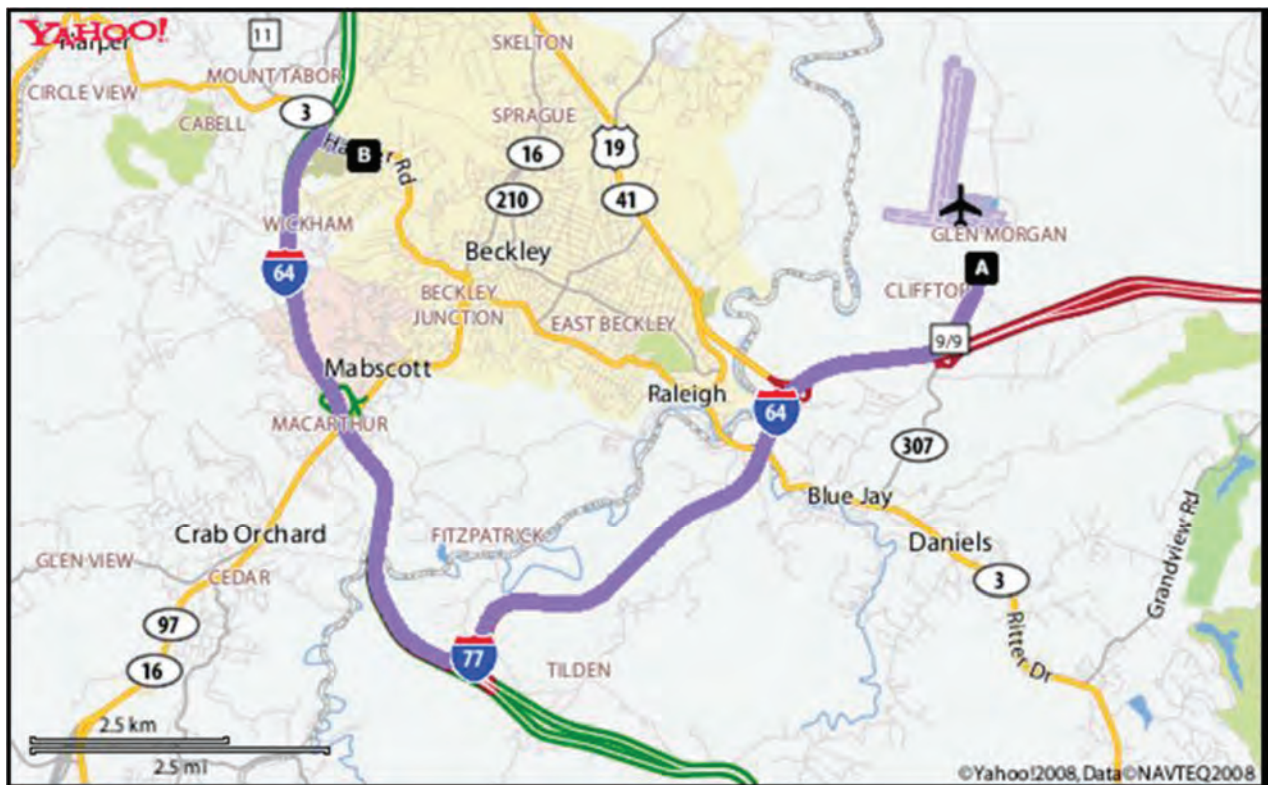 YAHOO!
Harper
11
SKELTON
MOUNT TABOR
CIRCLE VIEW
3
CABELL
SPRAGUE
16
19
Harper Rd
B
210
41
WICKHAM
GLEN MORGAN
Beckley
64
A
CLIFFTOP
BECKLEY
JUNCTION
EAST BECKLEY
9/9
Mabscott
Raleigh
64
MACARTHUR
307
Blue Jay
Crab Orchard
FITZPATRICK
Daniels
GLEN VIEW
CEDAR
3
Grandview Rd
97
Ritter Dr
77
16
TILDEN
2.5 km
2.5 mi
©Yahoo!2008, Data©NAVTEQ2008